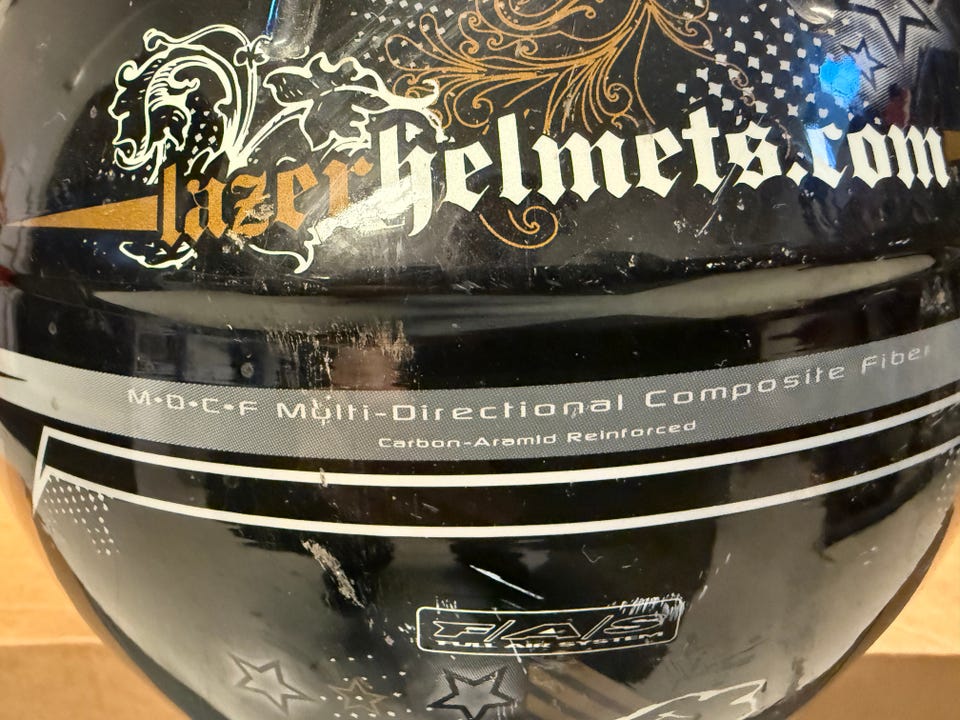 lazerhelmets.com
M•D•C•F Multi-Directional Composite Fiber
Carbon-Aramid Reinforced
F/A/S
FULL AIR SYSTEM